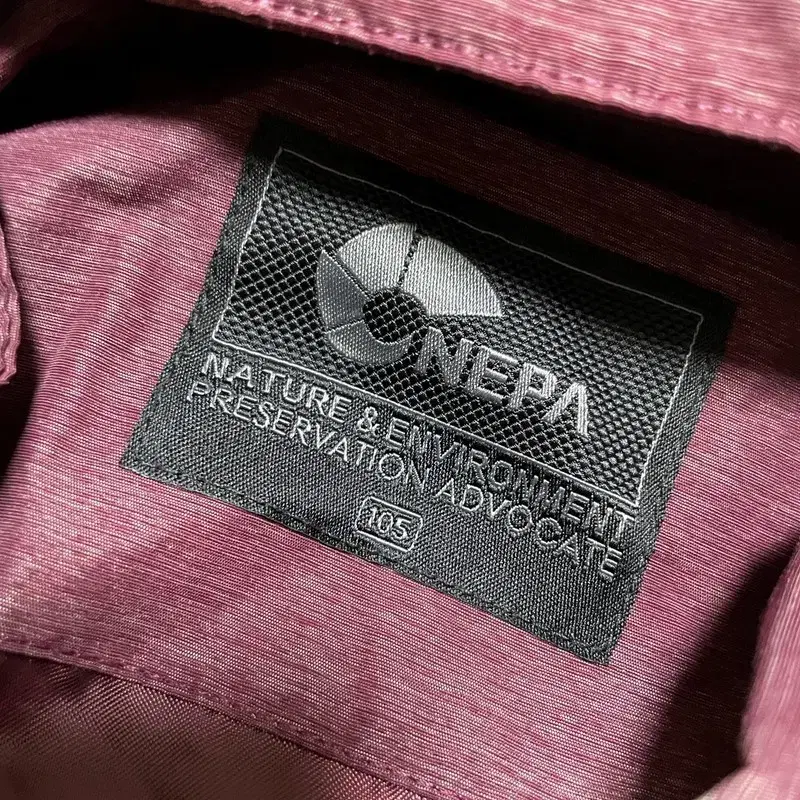 NEPA
NATURE & ENVIRONMENT
PRESERVATION ADVOCATE
105